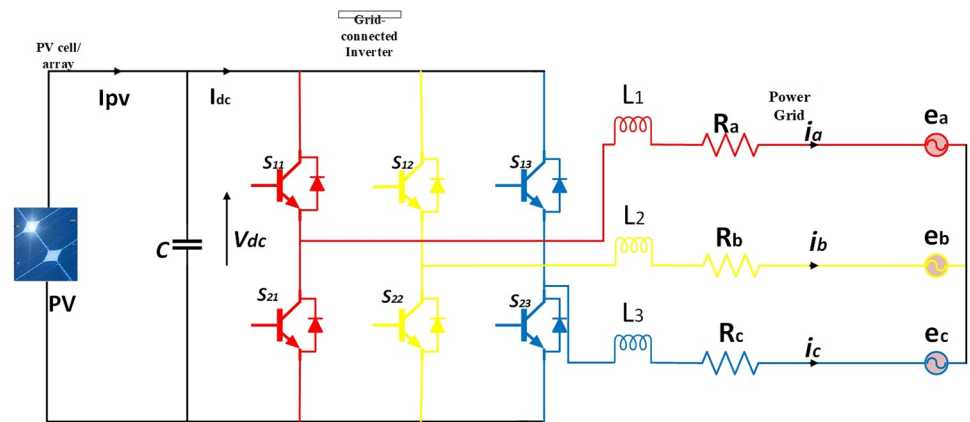 Grid-
connected
Inverter
PV cell/
array
Ipv
Idc
L1
Power
Grid
Ra
ia
ea
S11
S12
S13
L2
Rb
ib
eb
C
Vdc
PV
S21
S22
S23
L3
Rc
ic
ec